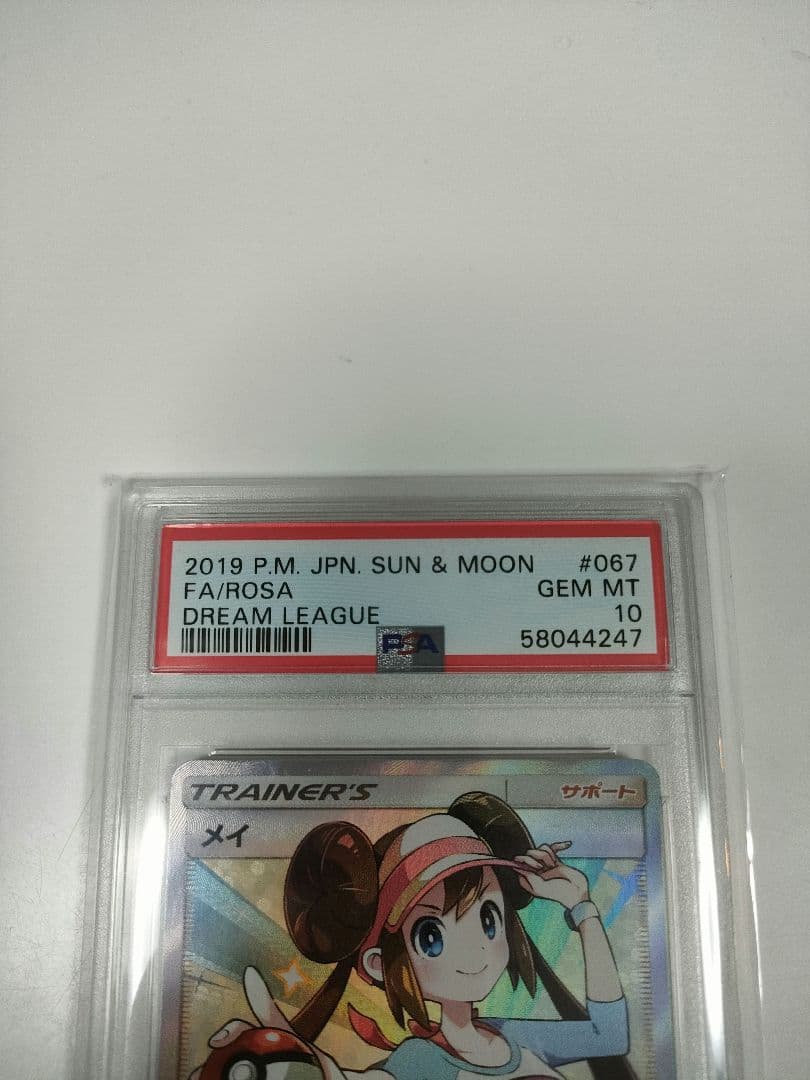 2019 P.M. JPN. SUN & MOON #067
FA/ROSA GEM MT
DREAM LEAGUE 10
PSA 58044247
TRAINER'S サポート
メイ